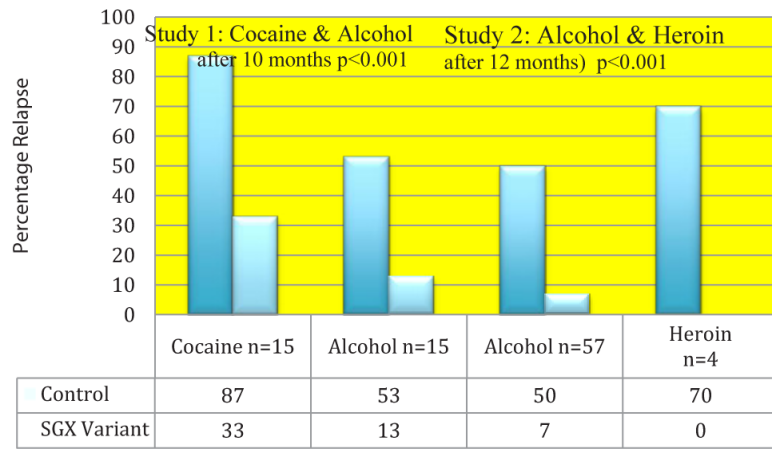 Study 1: Cocaine & Alcohol
after 10 months p<0.001
Study 2: Alcohol & Heroin
after 12 months) p<0.001
Percentage Relapse
100
90
80
70
60
50
40
30
20
10
0
Cocaine n=15 Alcohol n=15 Alcohol n=57 Heroin
n=4
Control 87 53 50 70
SGX Variant 33 13 7 0